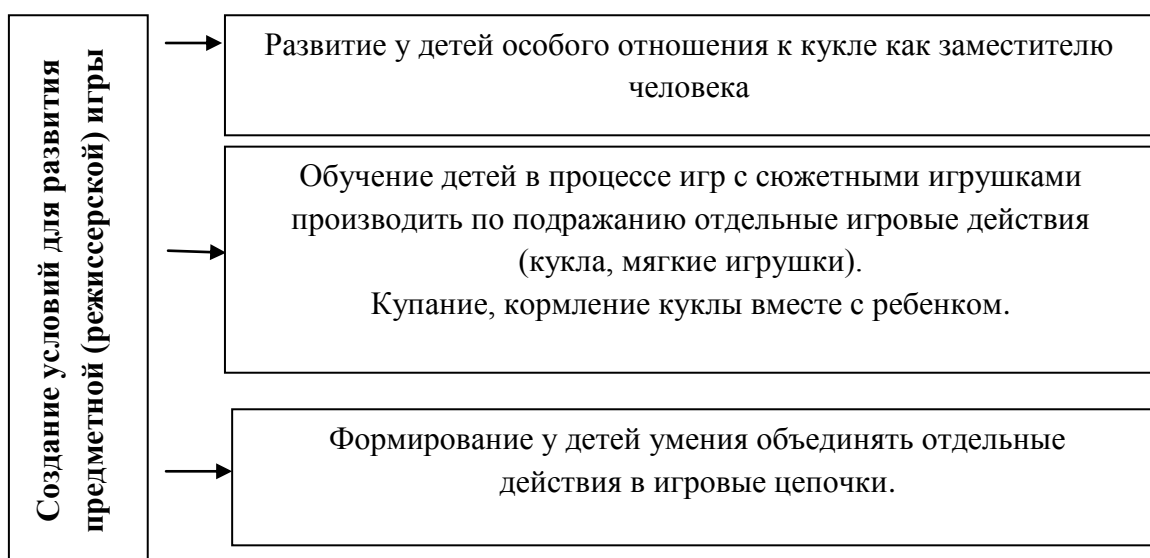 Создание условий для развития
предметной (режиссерской) игры
Развитие у детей особого отношения к кукле как заместителю
человека
Обучение детей в процессе игр с сюжетными игрушками
производить по подражанию отдельные игровые действия
(кукла, мягкие игрушки).
Купание, кормление куклы вместе с ребенком.
Формирование у детей умения объединять отдельные
действия в игровые цепочки.